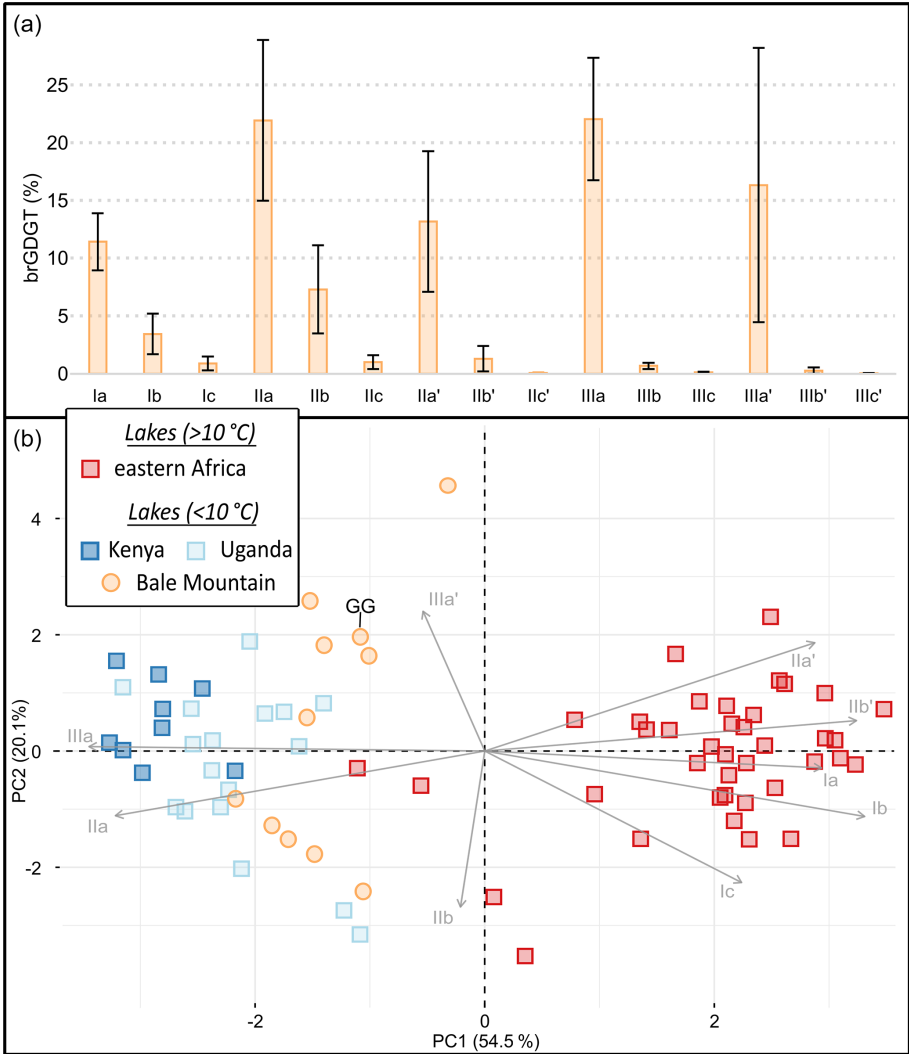 (a)
brGDGT (%)
25
20
15
10
5
0
Ia Ib Ic IIa IIb IIc IIa' IIb' IIc' IIIa IIIb IIIc IIIa' IIIb' IIIc'
(b)
Lakes (>10 °C)
eastern Africa
Lakes (<10 °C)
Kenya Uganda
Bale Mountain
PC2 (20.1%)
4
2
0
-2
GG
IIIa'
IIa'
IIb'
IIIa
Ia
IIa
Ib
Ic
IIb
-2 0 2
PC1 (54.5 %)